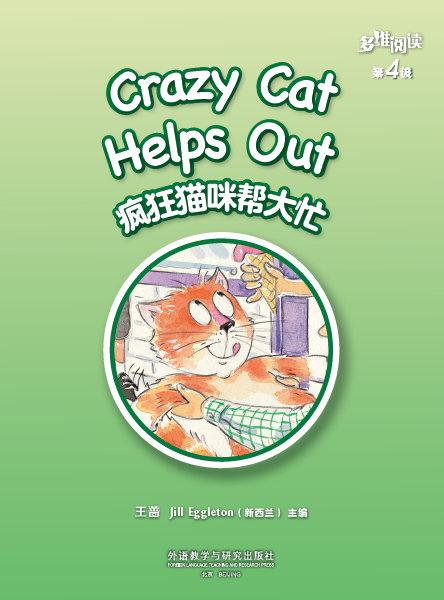 多维阅读
第4级
Crazy Cat
Helps Out
疯狂猫咪帮大忙
王蔷 Jill Eggleton（新西兰）主编
外语教学与研究出版社
FOREIGN LANGUAGE TEACHING AND RESEARCH PRESS
北京 BEIJING